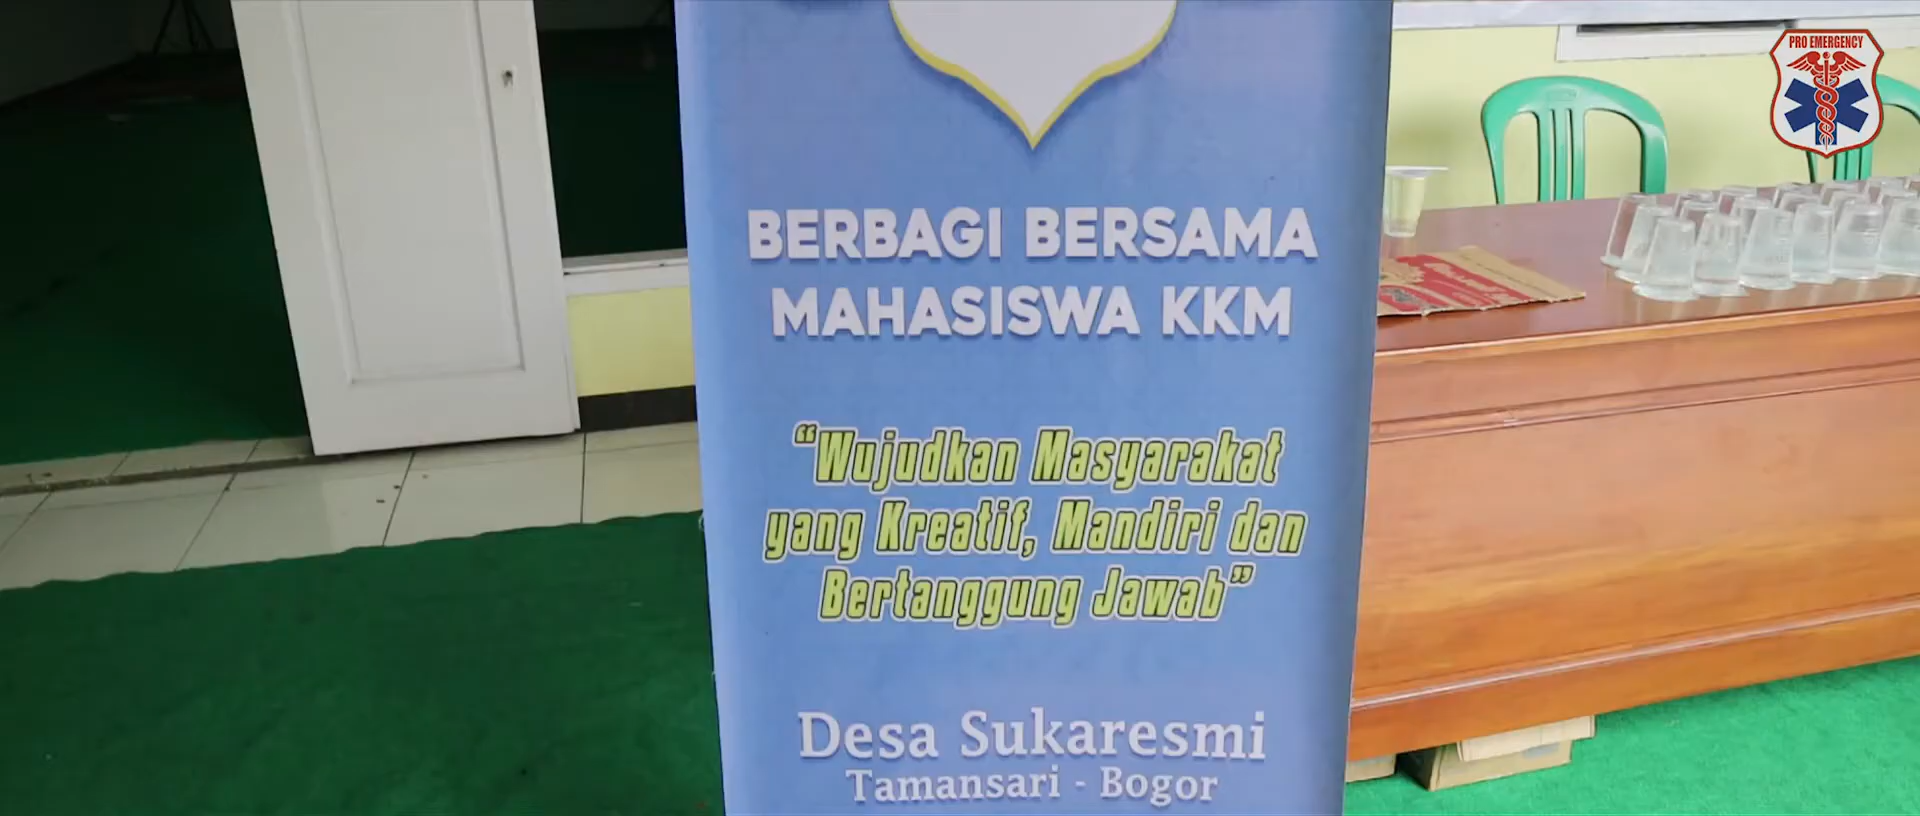 PRO EMERGENCY
BERBAGI BERSAMA
MAHASISWA KKM
“Wujudkan Masyarakat
yang Kreatif, Mandiri dan
Bertanggung Jawab”
Desa Sukaresmi
Tamansari - Bogor